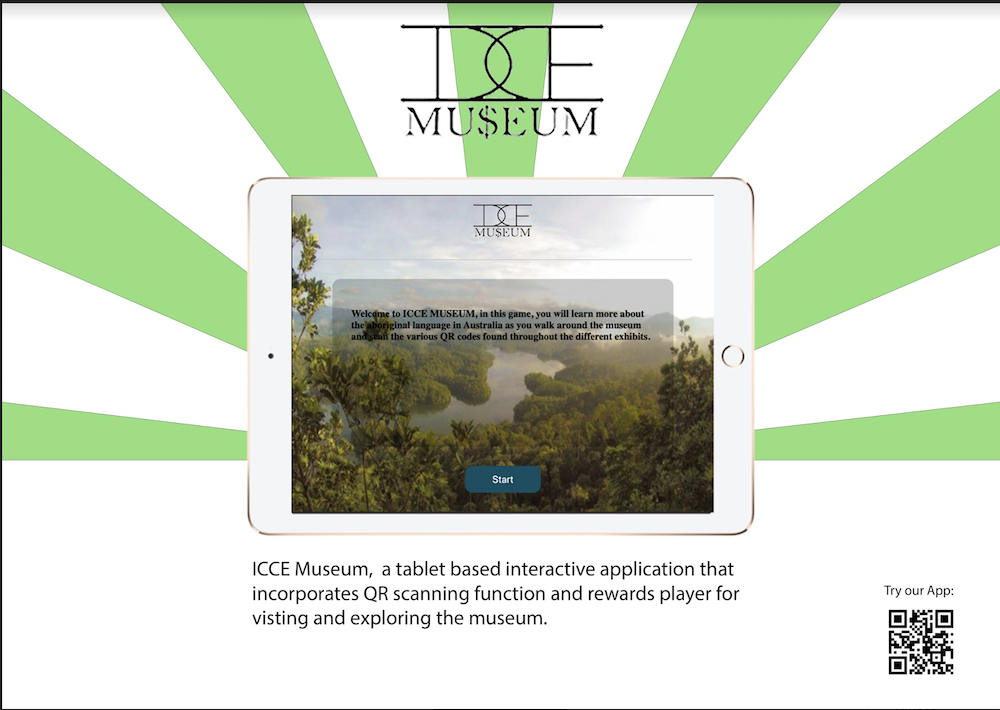 ICCE
MU$EUM
ICCE
MU$EUM
Welcome to ICCE MUSEUM, in this game, you will learn more about
the aboriginal language in Australia as you walk around the museum
and scan the various QR codes found throughout the different exhibits.
Start
ICCE Museum, a tablet based interactive application that
incorporates QR scanning function and rewards player for
visting and exploring the museum.
Try our App: